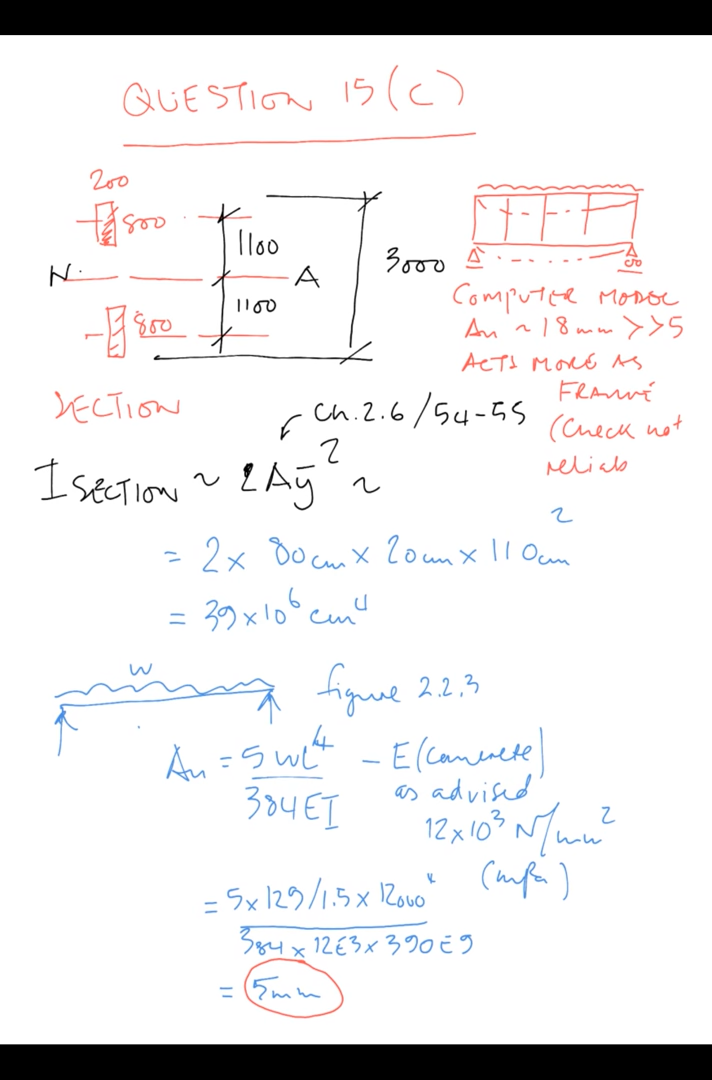 QUESTION 15(C)
200
800
1100
N.
A
3000
1100
800
COMPUTER MODEL
Δm ~ 18mm >>5
ACTS MORE AS
FRAME
(Check not
reliab
SECTION
Ch.2.6/54-55
I SECTION ~ 2Aȳ² ~
= 2 × 80cm × 20cm × 110cm²
= 39×10⁶ cm⁴
W
figure 2.2.3
Δm = 5WL⁴ / 384EI - E(concrete)
as advised
12×10³ N/mm²
(mpa)
= 5×129/1.5×12000⁴
384×12E3×390E9
= 5mm